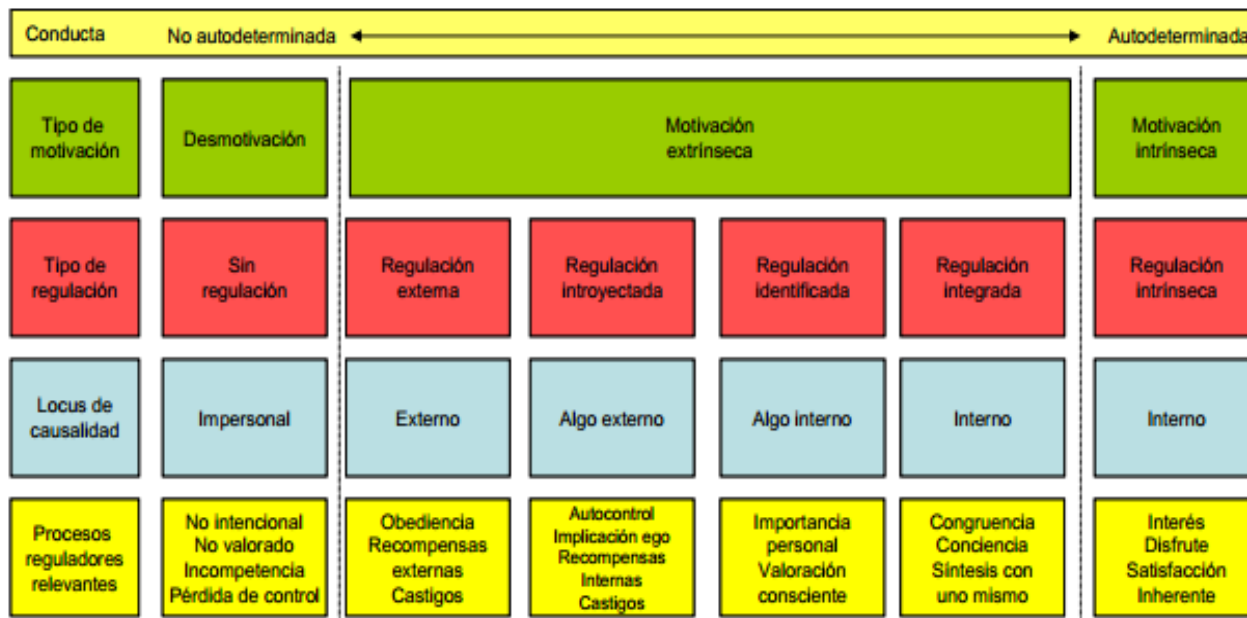 Conducta No autodeterminada Autodeterminada
Tipo de
motivación
Desmotivación
Motivación
extrínseca
Motivación
intrínseca
Tipo de
regulación
Sin
regulación
Regulación
externa
Regulación
introyectada
Regulación
identificada
Regulación
integrada
Regulación
intrínseca
Locus de
causalidad
Impersonal
Externo
Algo externo
Algo interno
Interno
Interno
Procesos
reguladores
relevantes
No intencional
No valorado
Incompetencia
Pérdida de control
Obediencia
Recompensas
externas
Castigos
Autocontrol
Implicación ego
Recompensas
Internas
Castigos
Importancia
personal
Valoración
consciente
Congruencia
Conciencia
Síntesis con
uno mismo
Interés
Disfrute
Satisfacción
Inherente